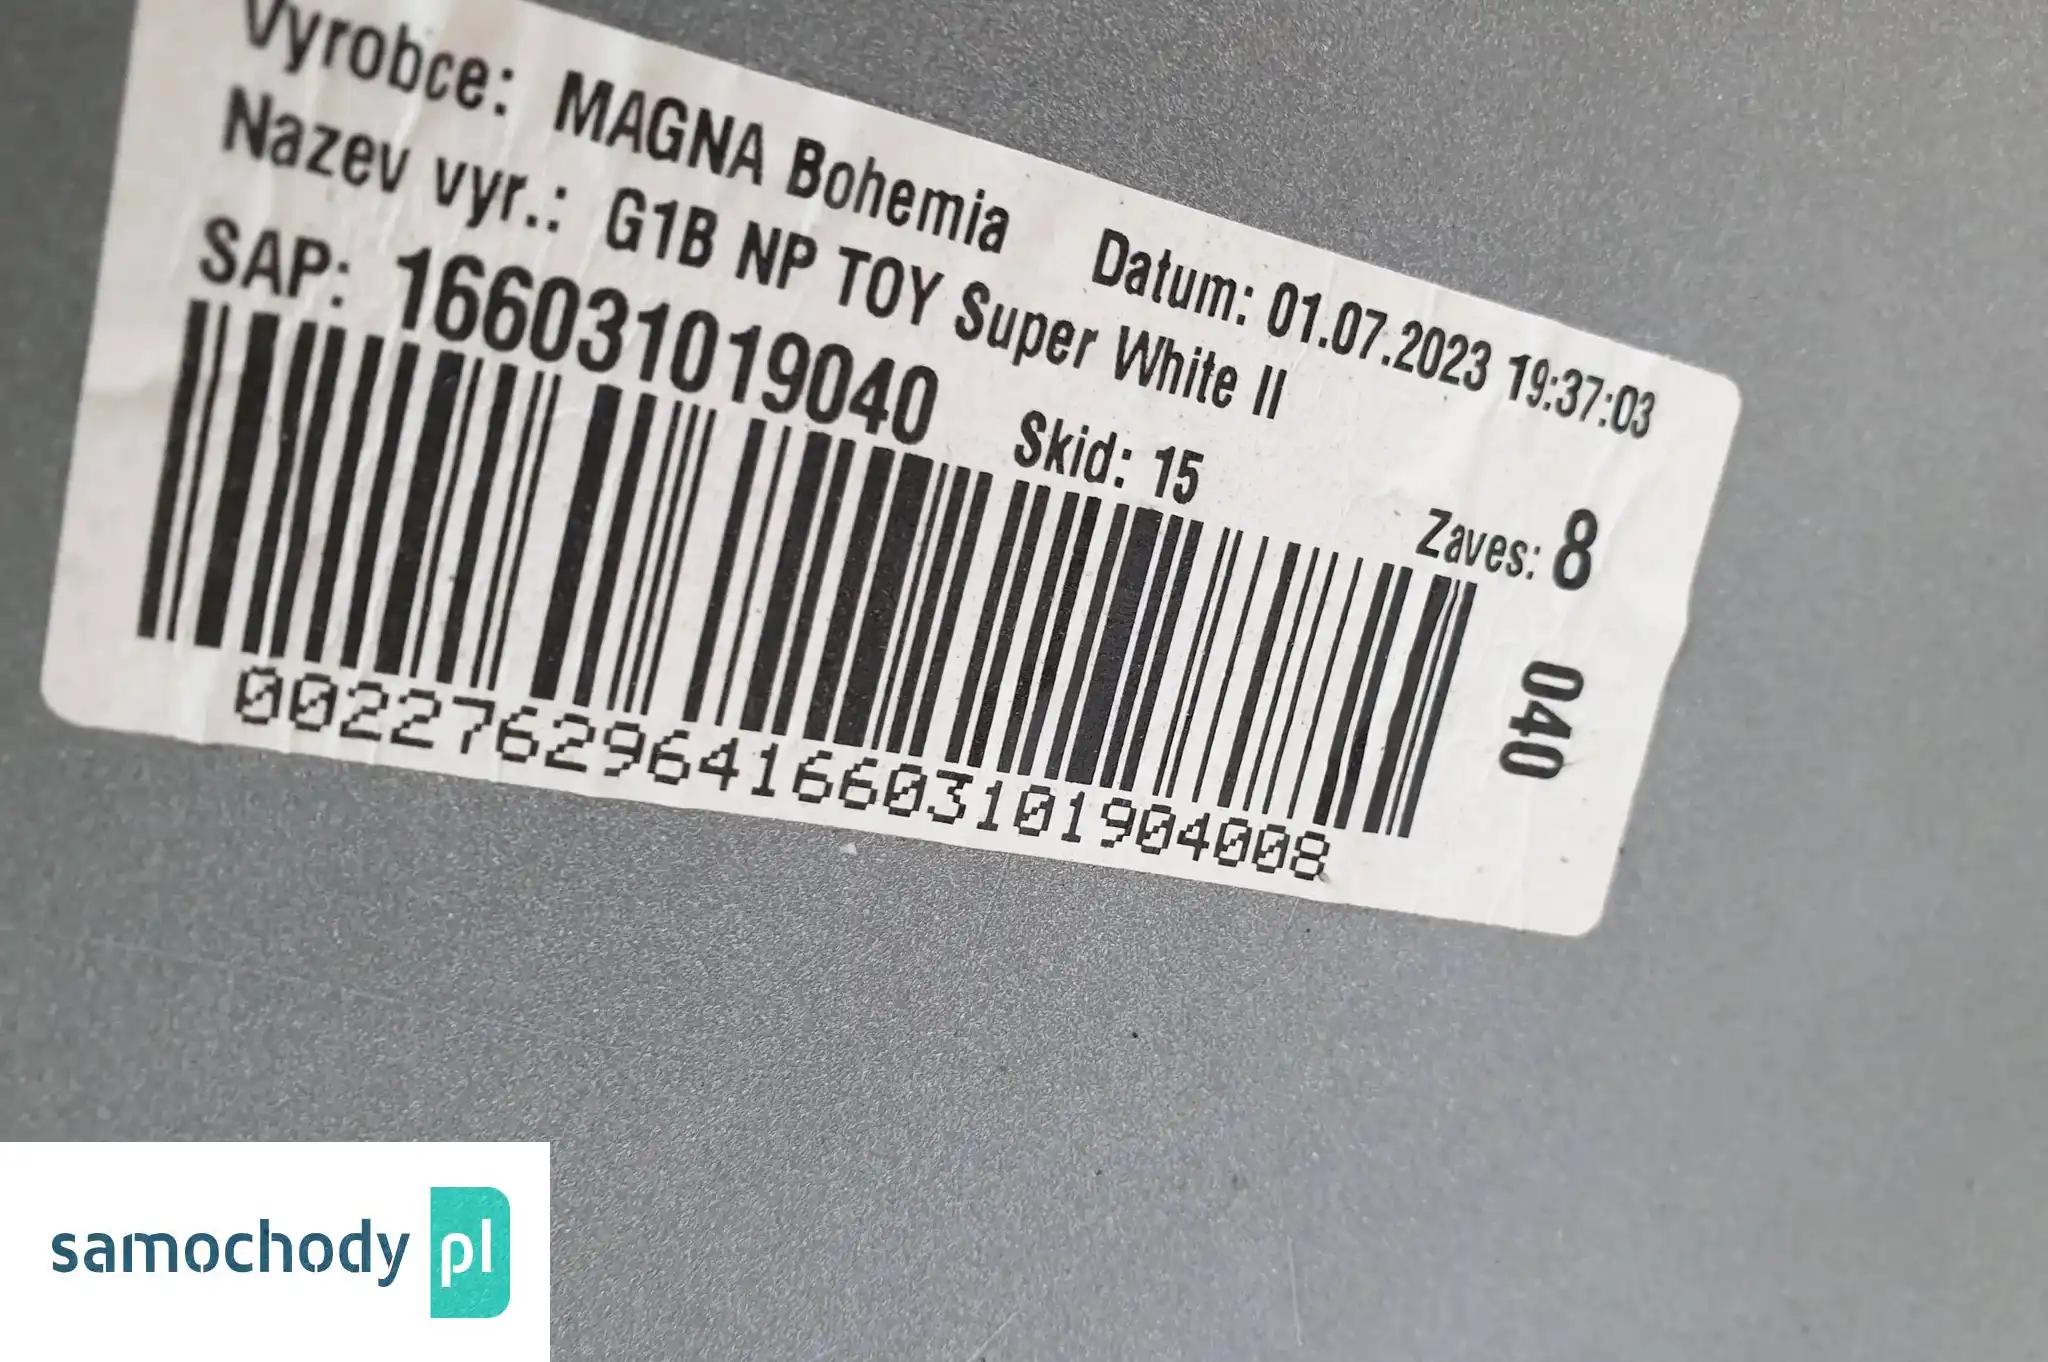 Vyrobce: MAGNA Bohemia Datum: 01.07.2023 19:37:03
Nazev vyr.: G1B NP TOY Super White II
SAP: 166031019040 Skid: 15 Zaves: 8
040
002276296416603101904008
samochody pl